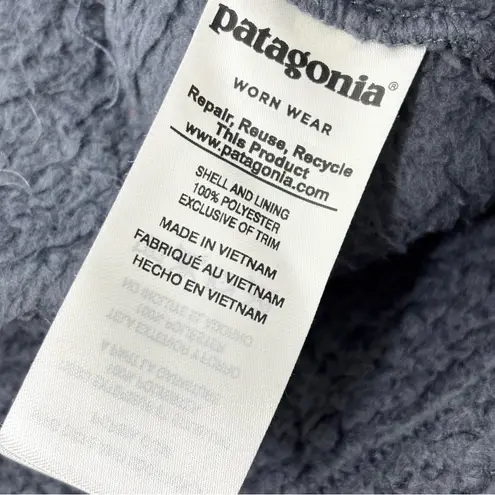 patagonia®
WORN WEAR
Repair, Reuse, Recycle
This Product
www.patagonia.com
SHELL AND LINING
100% POLYESTER
EXCLUSIVE OF TRIM
MADE IN VIETNAM
FABRIQUÉ AU VIETNAM
HECHO EN VIETNAM